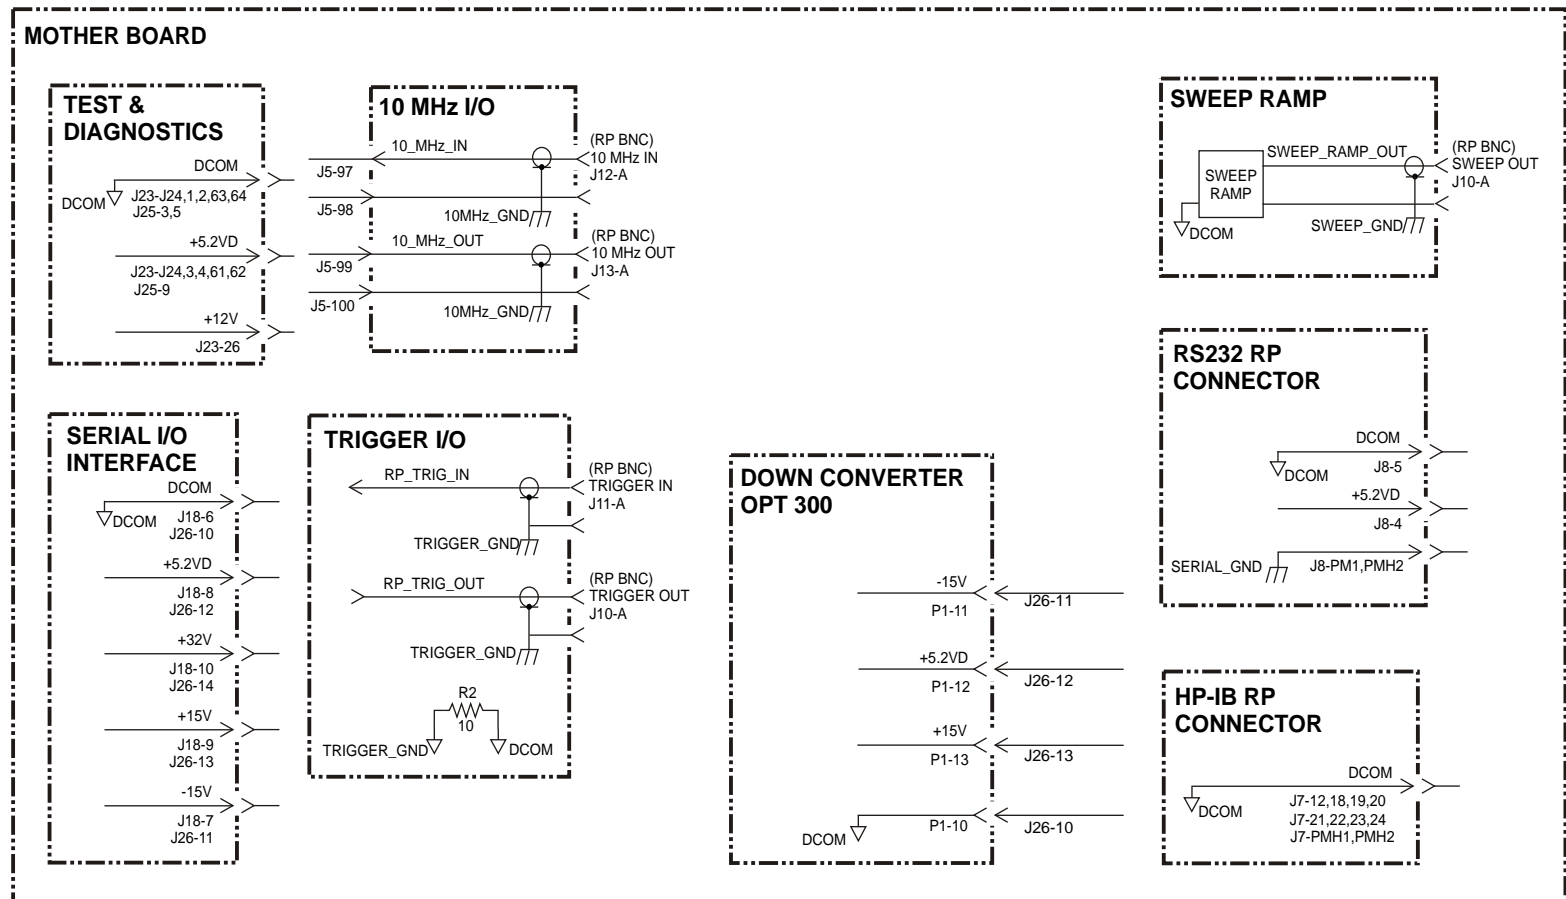 MOTHER BOARD
TEST &
DIAGNOSTICS
DCOM
DCOM
J23-J24,1,2,63,64
J25-3,5
+5.2VD
J23-J24,3,4,61,62
J25-9
+12V
J23-26
10 MHz I/O
10_MHz_IN
(RP BNC)
10 MHz IN
J12-A
J5-97
J5-98
10MHz_GND
10_MHz_OUT
(RP BNC)
10 MHz OUT
J13-A
J5-99
J5-100
10MHz_GND
SWEEP RAMP
SWEEP_RAMP_OUT
(RP BNC)
SWEEP OUT
J10-A
SWEEP
RAMP
DCOM
SWEEP_GND
SERIAL I/O
INTERFACE
DCOM
DCOM
J18-6
J26-10
+5.2VD
J18-8
J26-12
+32V
J18-10
J26-14
+15V
J18-9
J26-13
-15V
J18-7
J26-11
TRIGGER I/O
RP_TRIG_IN
(RP BNC)
TRIGGER IN
J11-A
TRIGGER_GND
RP_TRIG_OUT
(RP BNC)
TRIGGER OUT
J10-A
TRIGGER_GND
R2
10
TRIGGER_GND
DCOM
DOWN CONVERTER
OPT 300
-15V
P1-11
J26-11
+5.2VD
P1-12
J26-12
+15V
P1-13
J26-13
DCOM
P1-10
J26-10
RS232 RP
CONNECTOR
DCOM
DCOM
J8-5
+5.2VD
J8-4
SERIAL_GND
J8-PM1,PMH2
HP-IB RP
CONNECTOR
DCOM
DCOM
J7-12,18,19,20
J7-21,22,23,24
J7-PMH1,PMH2